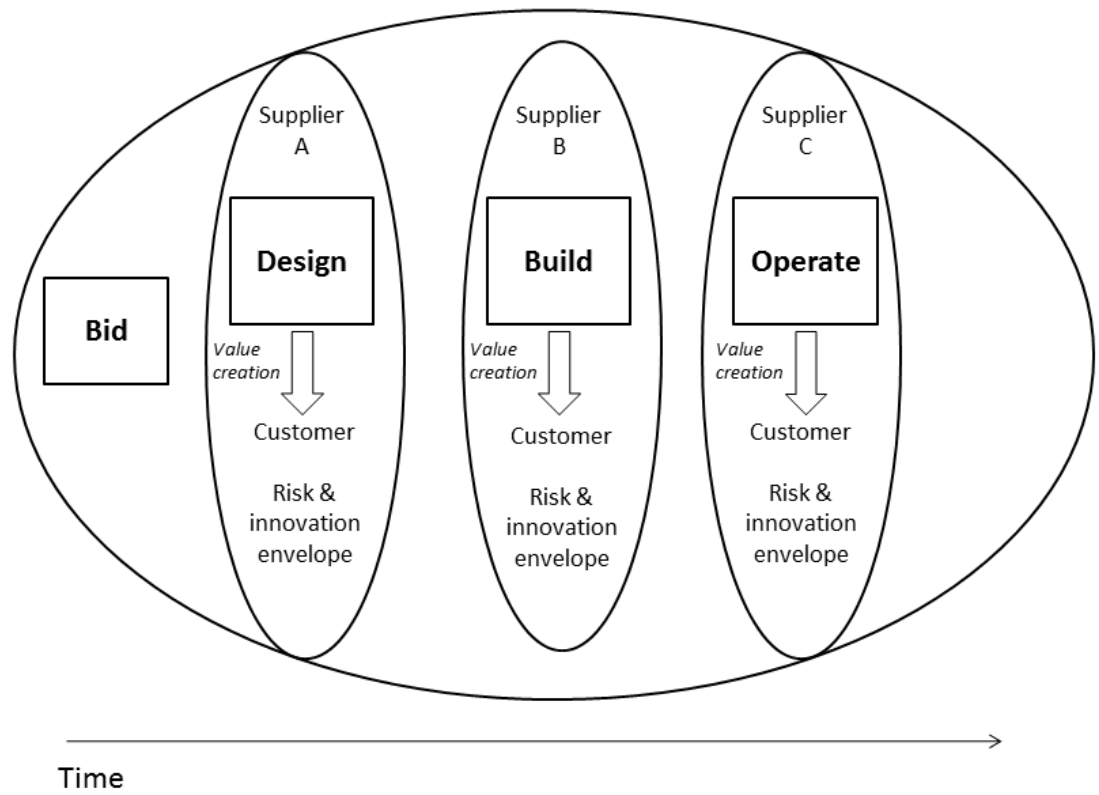 Bid
Supplier
A
Design
Value
creation
Customer
Risk &
innovation
envelope
Supplier
B
Build
Value
creation
Customer
Risk &
innovation
envelope
Supplier
C
Operate
Value
creation
Customer
Risk &
innovation
envelope
Time